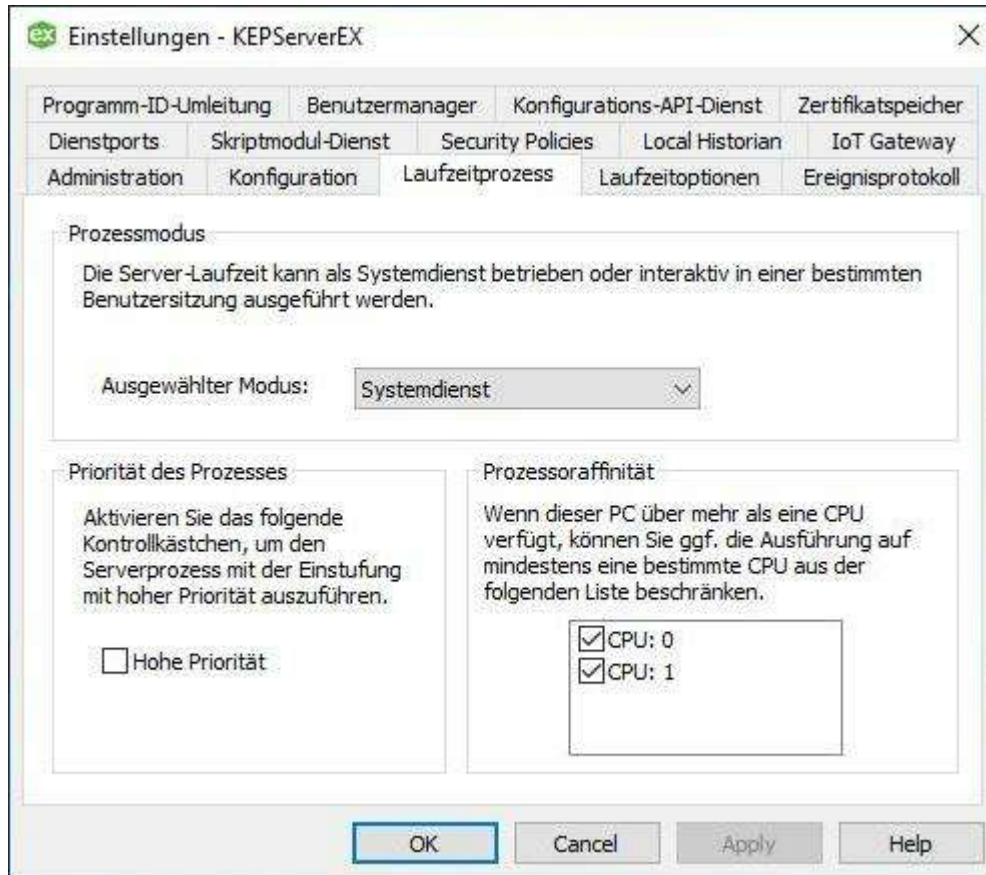 Einstellungen - KEPServerEX
Programm-ID-Umleitung Benutzermanager Konfigurations-API-Dienst Zertifikatspeicher
Dienstports Skriptmodul-Dienst Security Policies Local Historian IoT Gateway
Administration Konfiguration Laufzeitprozess Laufzeitoptionen Ereignisprotokoll
Prozessmodus
Die Server-Laufzeit kann als Systemdienst betrieben oder interaktiv in einer bestimmten
Benutzersitzung ausgeführt werden.
Ausgewählter Modus: Systemdienst
Priorität des Prozesses
Aktivieren Sie das folgende
Kontrollkästchen, um den
Serverprozess mit der Einstufung
mit hoher Priorität auszuführen.
Hohe Priorität
Prozessoraffinität
Wenn dieser PC über mehr als eine CPU
verfügt, können Sie ggf. die Ausführung auf
mindestens eine bestimmte CPU aus der
folgenden Liste beschränken.
CPU: 0
CPU: 1
OK Cancel Apply Help